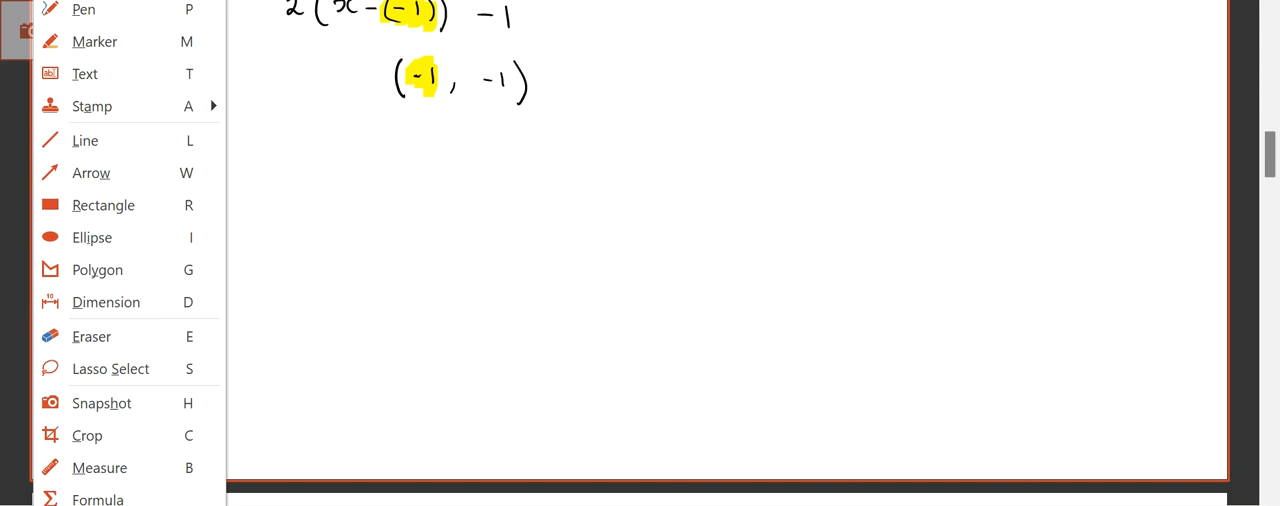 Pen P
Marker M
Text T
Stamp A
Line L
Arrow W
Rectangle R
Ellipse I
Polygon G
10
Dimension D
Eraser E
Lasso Select S
Snapshot H
Crop C
Measure B
Formula
2(x-(-1)) -1
(-1, -1)